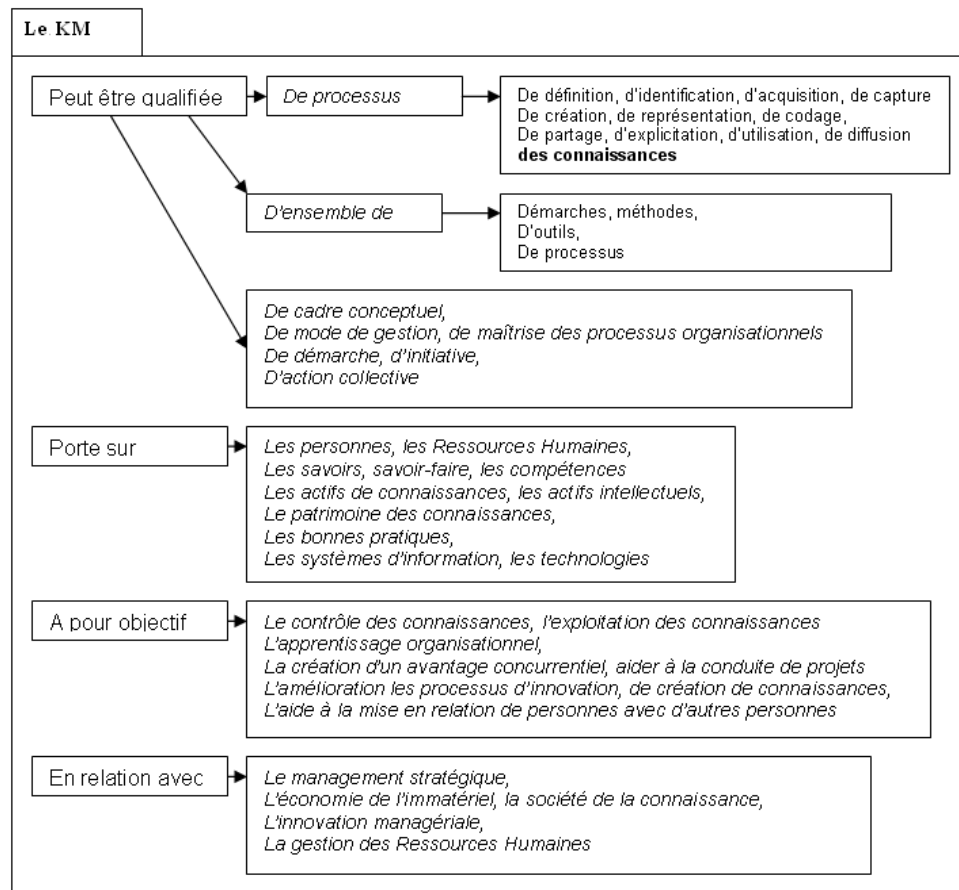 Le KM
Peut être qualifiée
De processus
De définition, d'identification, d'acquisition, de capture
De création, de représentation, de codage,
De partage, d'explicitation, d'utilisation, de diffusion
des connaissances
D'ensemble de
Démarches, méthodes,
D'outils,
De processus
De cadre conceptuel,
De mode de gestion, de maîtrise des processus organisationnels
De démarche, d'initiative,
D'action collective
Porte sur
Les personnes, les Ressources Humaines,
Les savoirs, savoir-faire, les compétences
Les actifs de connaissances, les actifs intellectuels,
Le patrimoine des connaissances,
Les bonnes pratiques,
Les systèmes d'information, les technologies
A pour objectif
Le contrôle des connaissances, l'exploitation des connaissances
L'apprentissage organisationnel,
La création d'un avantage concurrentiel, aider à la conduite de projets
L'amélioration les processus d'innovation, de création de connaissances,
L'aide à la mise en relation de personnes avec d'autres personnes
En relation avec
Le management stratégique,
L'économie de l'immatériel, la société de la connaissance,
L'innovation managériale,
La gestion des Ressources Humaines